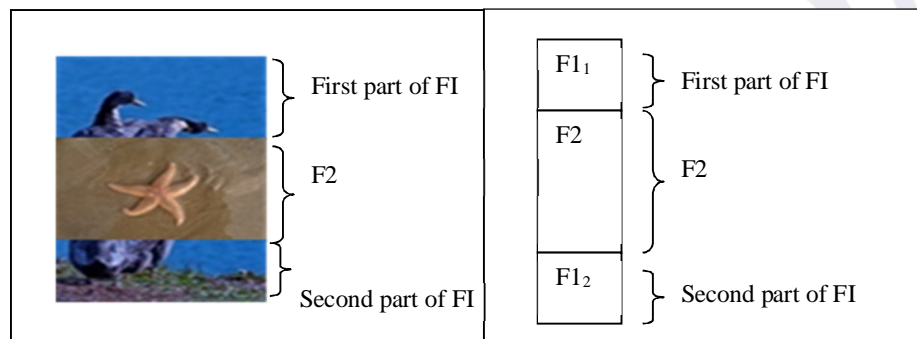 First part of FI
F2
Second part of FI
F1₁
First part of FI
F2
F2
F1₂
Second part of FI